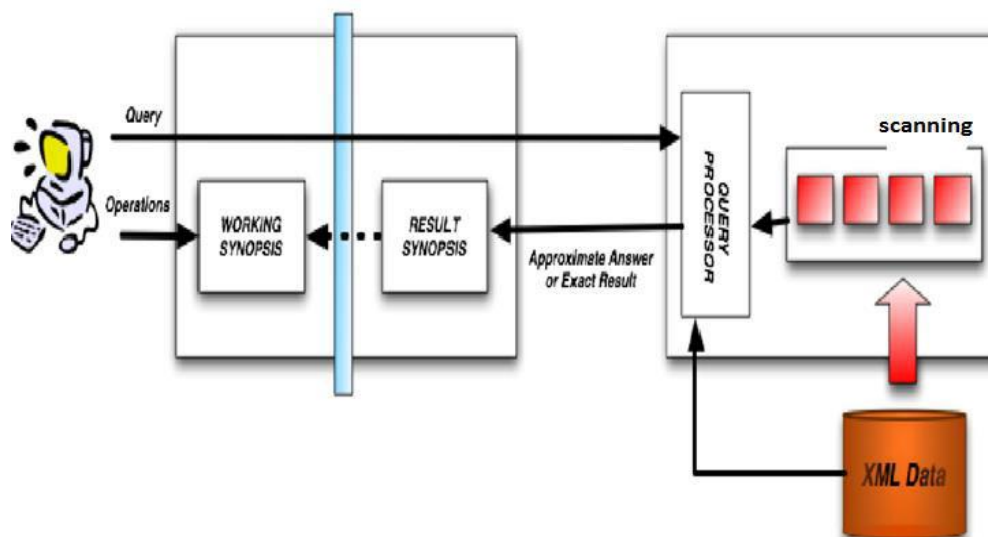 Query
scanning
Operations
WORKING
SYNOPSIS
RESULT
SYNOPSIS
QUERY
PROCESSOR
Approximate Answer
or Exact Result
XML Data